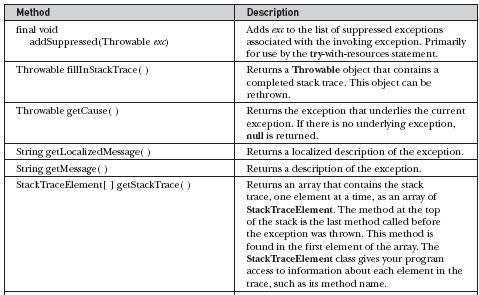 Method Description
final void
addSuppressed(Throwable exc)
Adds exc to the list of suppressed exceptions
associated with the invoking exception. Primarily
for use by the try-with-resources statement.
Throwable fillInStackTrace( )
Returns a Throwable object that contains a
completed stack trace. This object can be
rethrown.
Throwable getCause( )
Returns the exception that underlies the current
exception. If there is no underlying exception,
null is returned.
String getLocalizedMessage( )
Returns a localized description of the exception.
String getMessage( )
Returns a description of the exception.
StackTraceElement[ ] getStackTrace( )
Returns an array that contains the stack
trace, one element at a time, as an array of
StackTraceElement. The method at the top
of the stack is the last method called before
the exception was thrown. This method is
found in the first element of the array. The
StackTraceElement class gives your program
access to information about each element in the
trace, such as its method name.